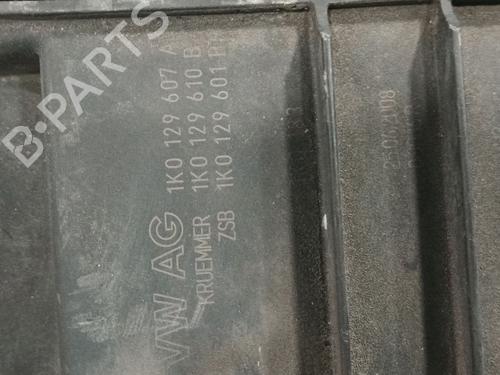 B-PARTS
VW AG 1K0 129 607 A
KRUEMMER 1K0 129 610 B
ZSB 1K0 129 601